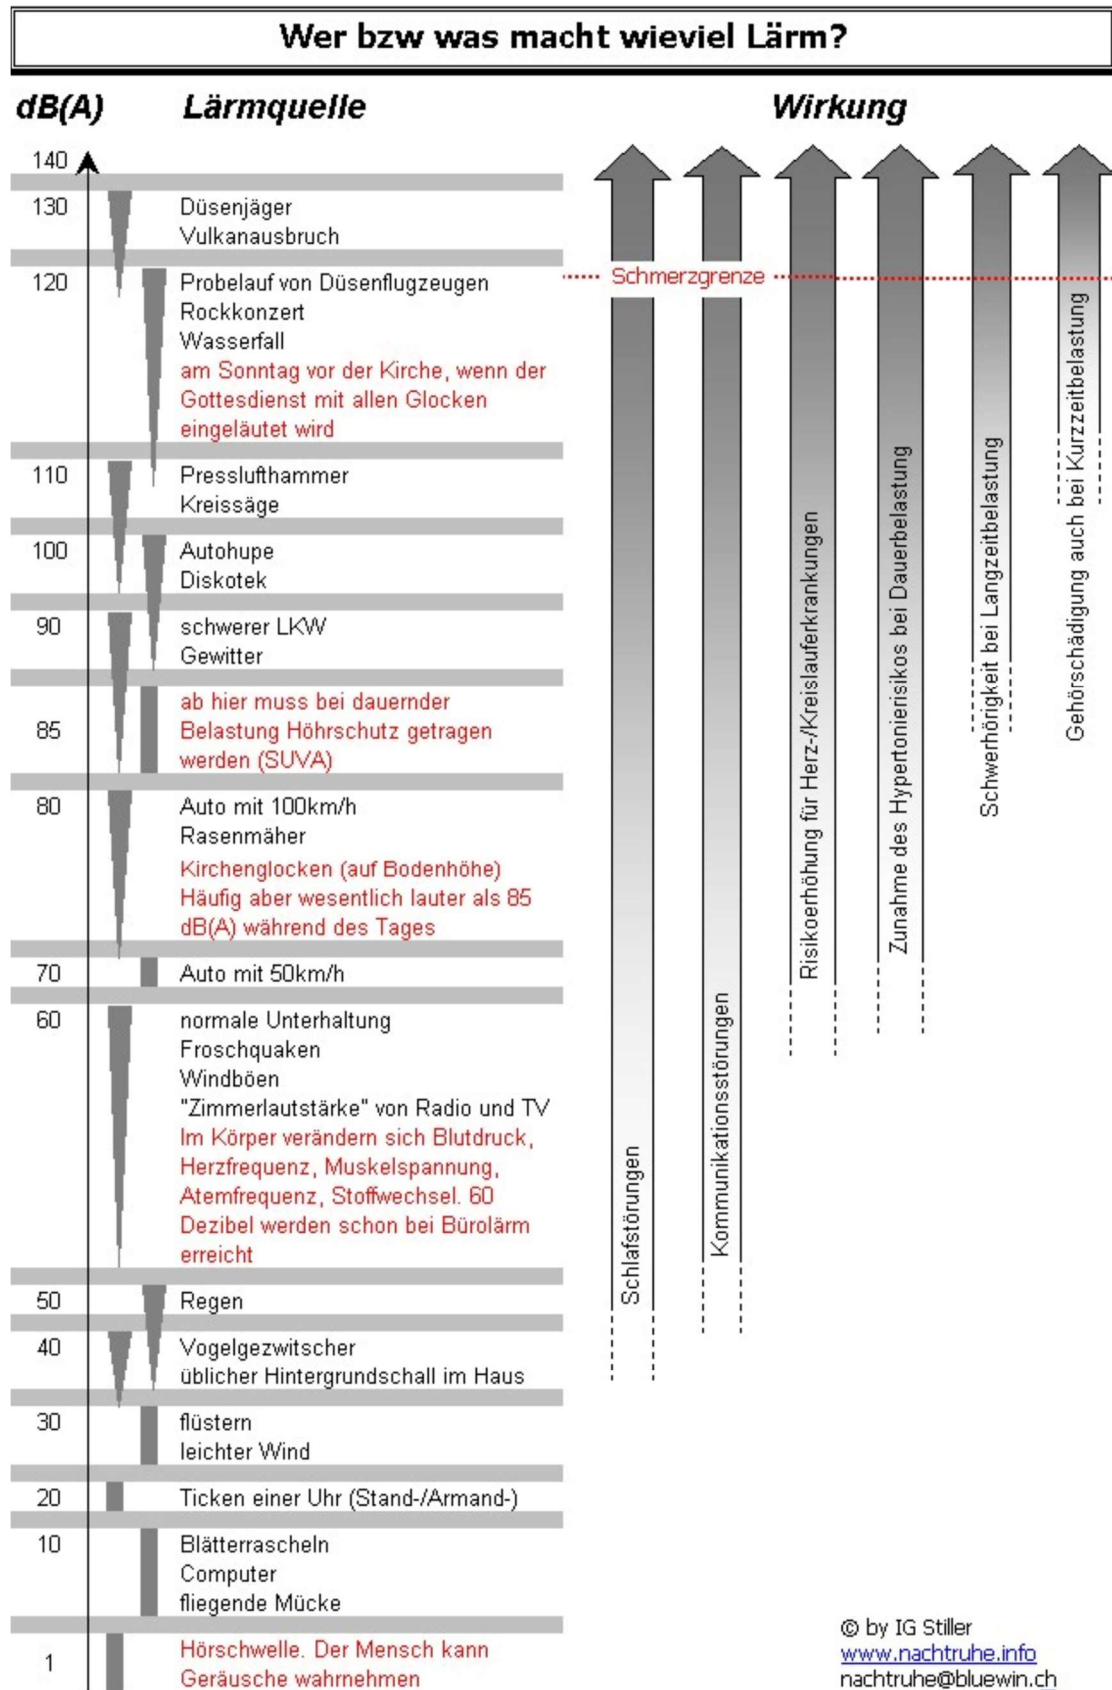 Wer bzw was macht wieviel Lärm?
dB(A)
Lärmquelle
Wirkung
140
130
Düsenjäger
Vulkanausbruch
120
Probelauf von Düsenflugzeugen
Rockkonzert
Wasserfall
am Sonntag vor der Kirche, wenn der
Gottesdienst mit allen Glocken
eingeläutet wird
110
Presslufthammer
Kreissäge
100
Autohupe
Diskotek
90
schwerer LKW
Gewitter
85
ab hier muss bei dauernder
Belastung Höhrschutz getragen
werden (SUVA)
80
Auto mit 100km/h
Rasenmäher
Kirchenglocken (auf Bodenhöhe)
Häufig aber wesentlich lauter als 85
dB(A) während des Tages
70
Auto mit 50km/h
60
normale Unterhaltung
Froschquaken
Windböen
"Zimmerlautstärke" von Radio und TV
Im Körper verändern sich Blutdruck,
Herzfrequenz, Muskelspannung,
Atemfrequenz, Stoffwechsel. 60
Dezibel werden schon bei Bürolärm
erreicht
50
Regen
40
Vogelgezwitscher
üblicher Hintergrundschall im Haus
30
flüstern
leichter Wind
20
Ticken einer Uhr (Stand-/Armand-)
10
Blätterrascheln
Computer
fliegende Mücke
1
Hörschwelle. Der Mensch kann
Geräusche wahrnehmen
Schmerzgrenze
Schlafstörungen
Kommunikationsstörungen
Risikoerhöhung für Herz-/Kreislauferkrankungen
Zunahme des Hypertonierisikos bei Dauerbelastung
Schwerhörigkeit bei Langzeitbelastung
Gehörschädigung auch bei Kurzzeitbelastung
© by IG Stiller
www.nachtruhe.info
nachtruhe@bluewin.ch